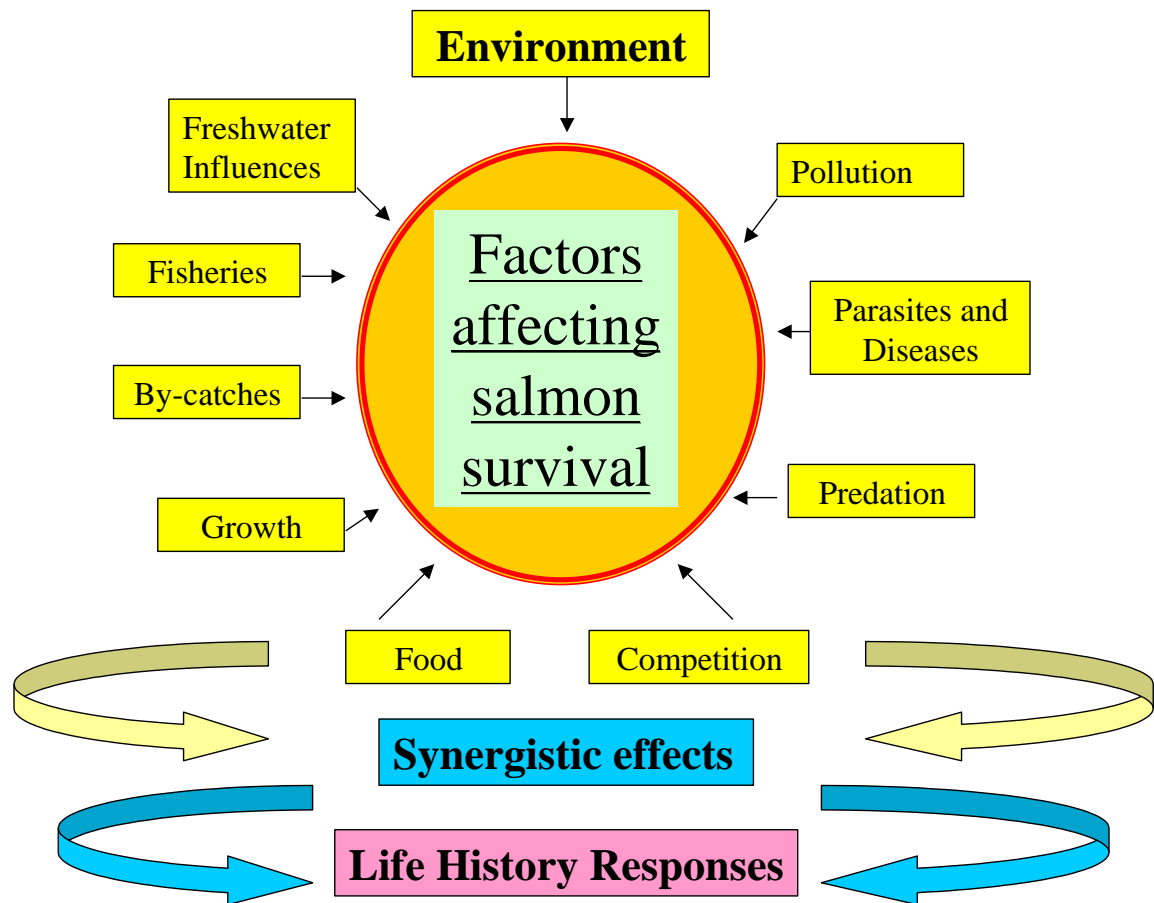 Environment
Freshwater
Influences
Pollution
Fisheries
Factors
affecting
salmon
survival
Parasites and
Diseases
By-catches
Predation
Growth
Food
Competition
Synergistic effects
Life History Responses